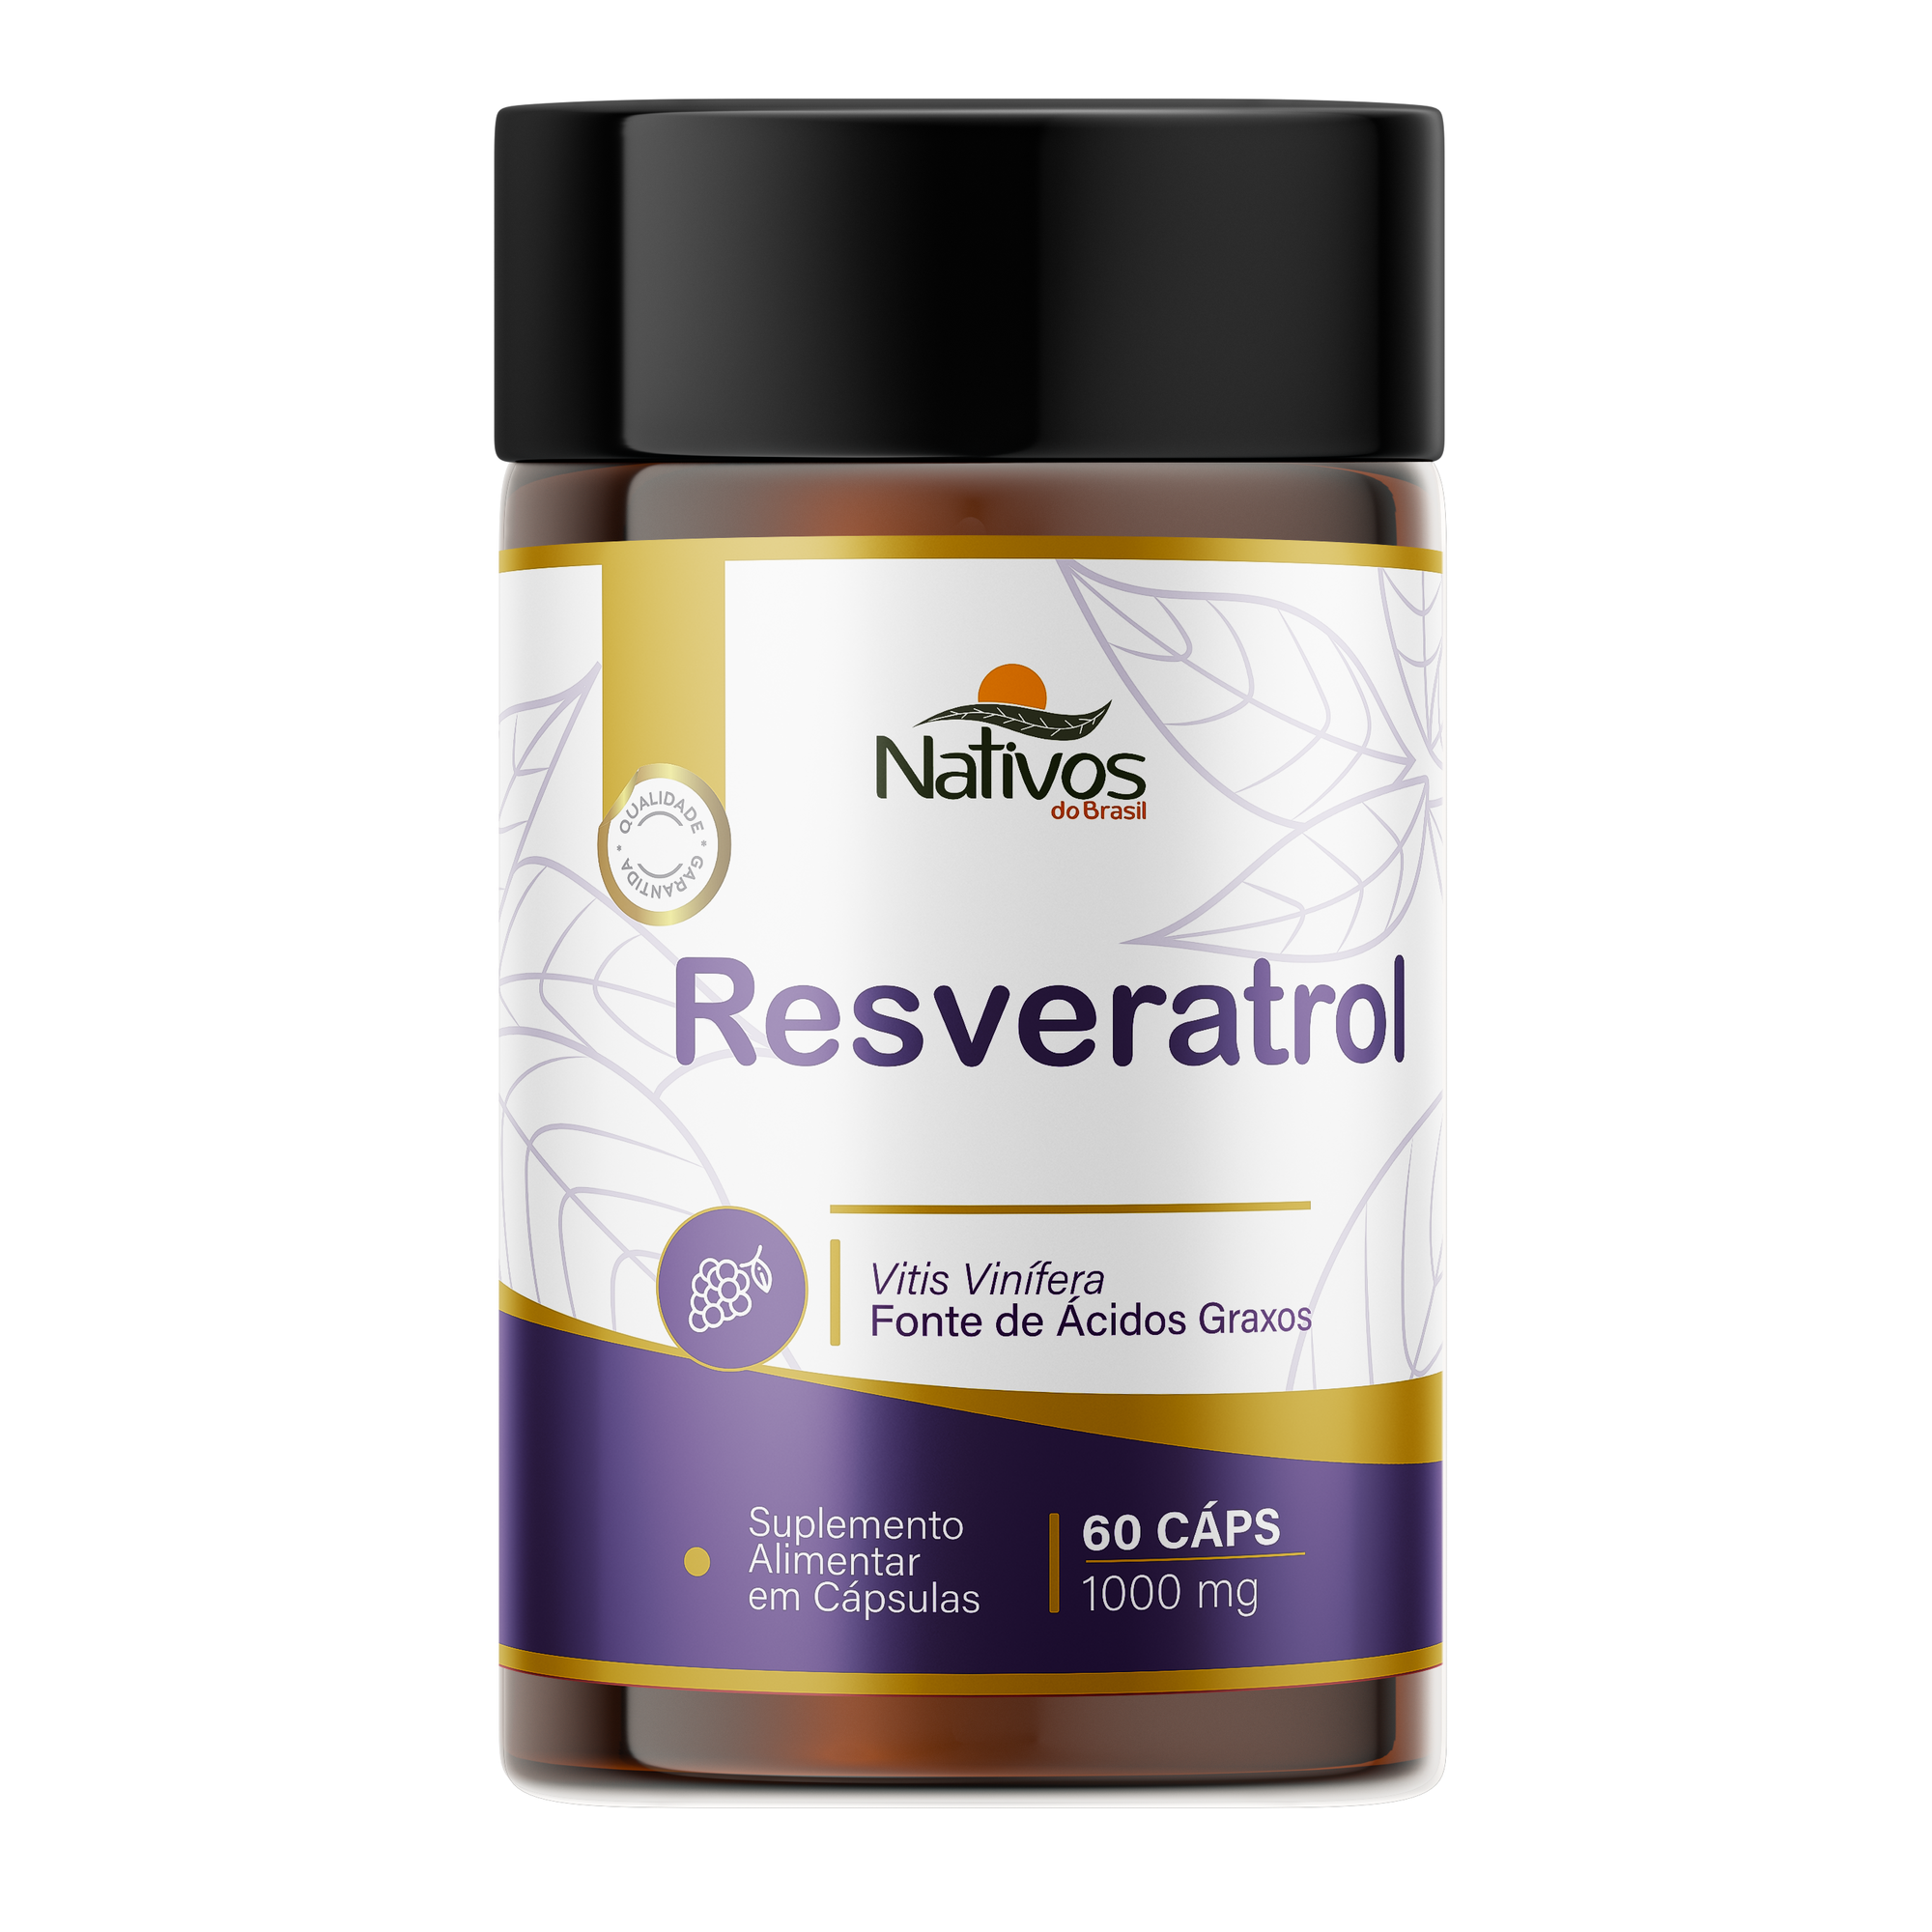 Nativos
do Brasil
QUALIDADE * GARANTIDA *
Resveratrol
Vitis Vinífera
Fonte de Ácidos Graxos
Suplemento
Alimentar
em Cápsulas
60 CÁPS
1000 mg